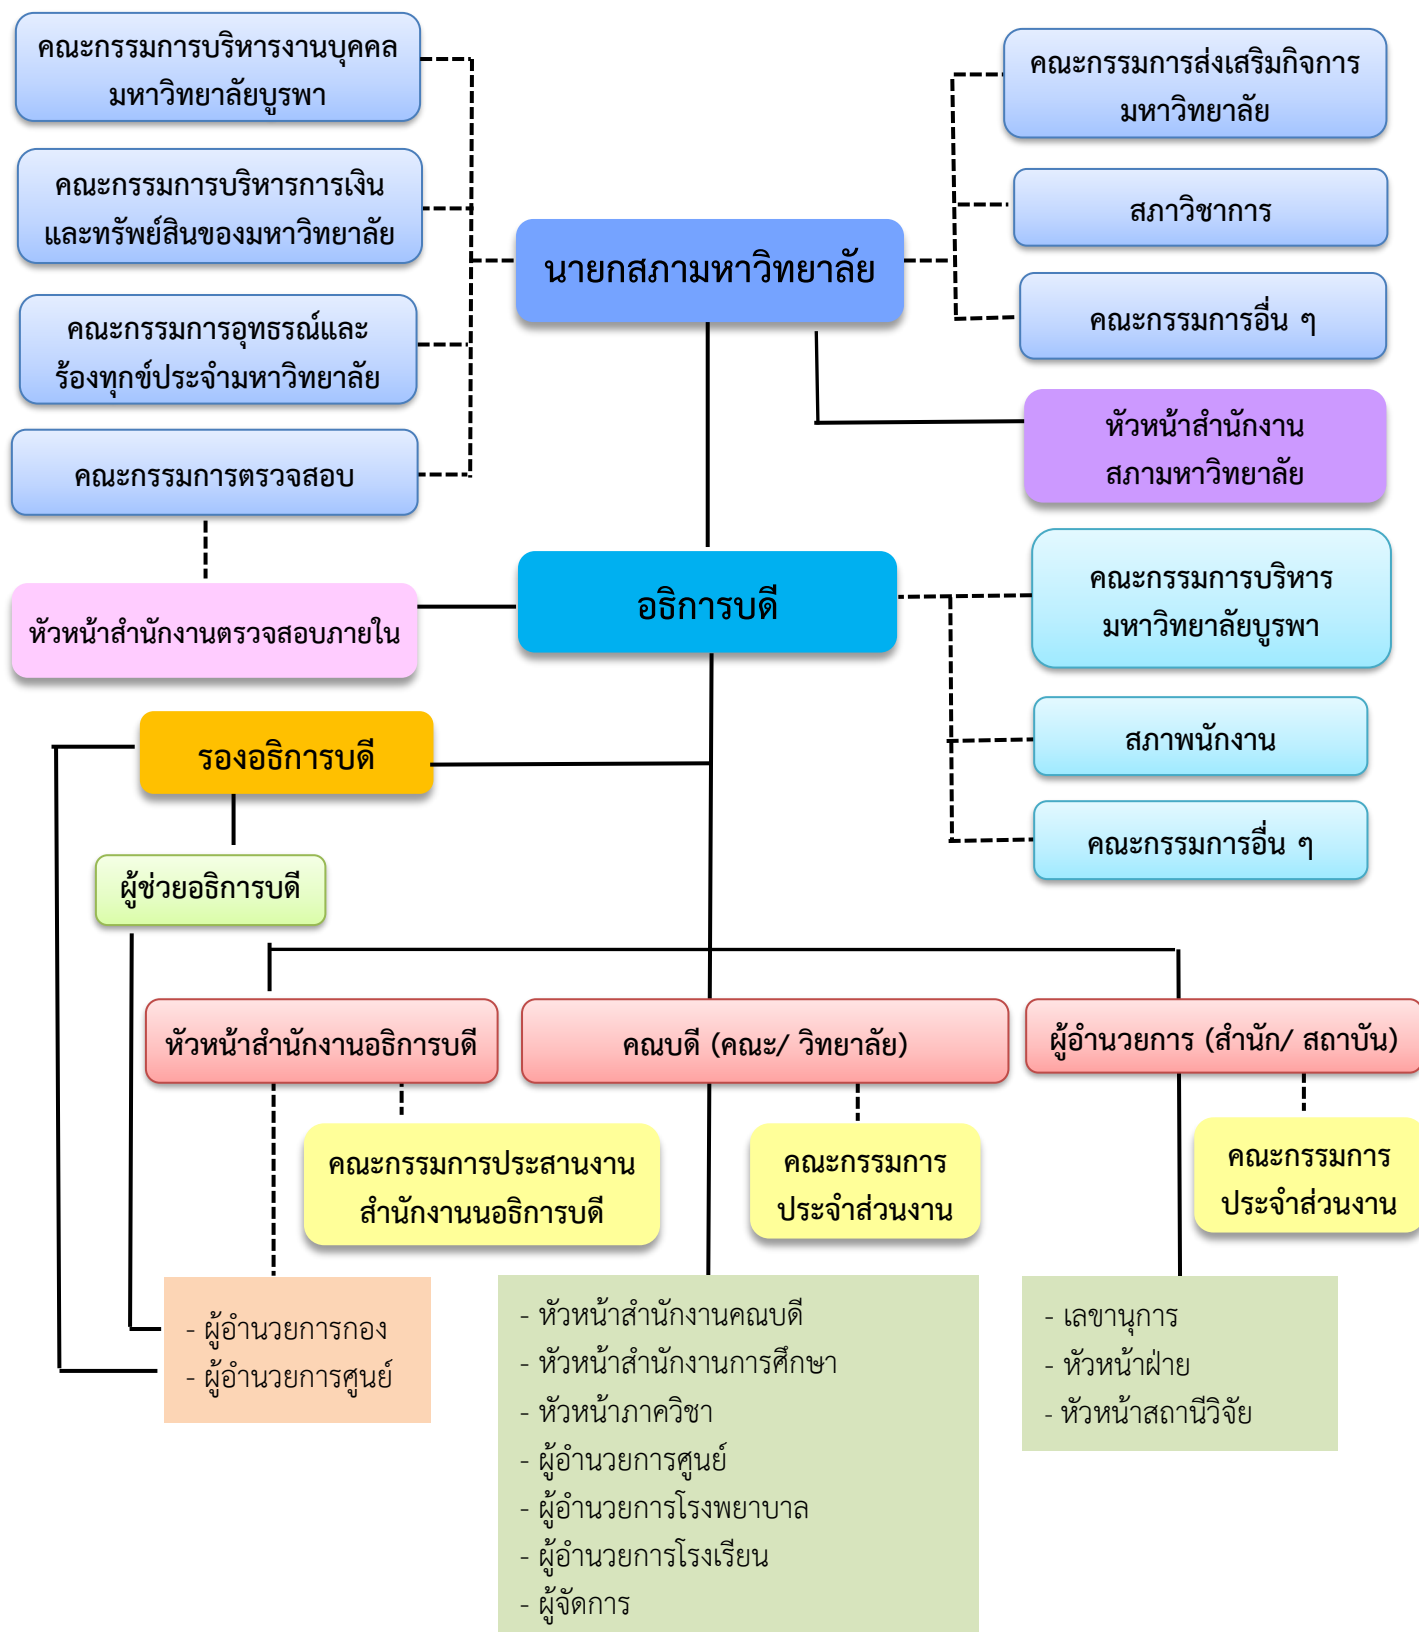 คณะกรรมการบริหารงานบุคคล
มหาวิทยาลัยบูรพา
คณะกรรมการส่งเสริมกิจการ
มหาวิทยาลัย
คณะกรรมการบริหารการเงิน
และทรัพย์สินของมหาวิทยาลัย
สภาวิชาการ
นายกสภามหาวิทยาลัย
คณะกรรมการอุทธรณ์และ
ร้องทุกข์ประจำมหาวิทยาลัย
คณะกรรมการอื่น ๆ
หัวหน้าสำนักงาน
สภามหาวิทยาลัย
คณะกรรมการตรวจสอบ
คณะกรรมการบริหาร
มหาวิทยาลัยบูรพา
อธิการบดี
หัวหน้าสำนักงานตรวจสอบภายใน
สภาพนักงาน
รองอธิการบดี
คณะกรรมการอื่น ๆ
ผู้ช่วยอธิการบดี
หัวหน้าสำนักงานอธิการบดี
คณบดี (คณะ/ วิทยาลัย)
ผู้อำนวยการ (สำนัก/ สถาบัน)
คณะกรรมการประสานงาน
สำนักงานนอธิการบดี
คณะกรรมการ
ประจำส่วนงาน
คณะกรรมการ
ประจำส่วนงาน
- ผู้อำนวยการกอง
- ผู้อำนวยการศูนย์
- หัวหน้าสำนักงานคณบดี
- หัวหน้าสำนักงานการศึกษา
- หัวหน้าภาควิชา
- ผู้อำนวยการศูนย์
- ผู้อำนวยการโรงพยาบาล
- ผู้อำนวยการโรงเรียน
- ผู้จัดการ
- เลขานุการ
- หัวหน้าฝ่าย
- หัวหน้าสถานีวิจัย